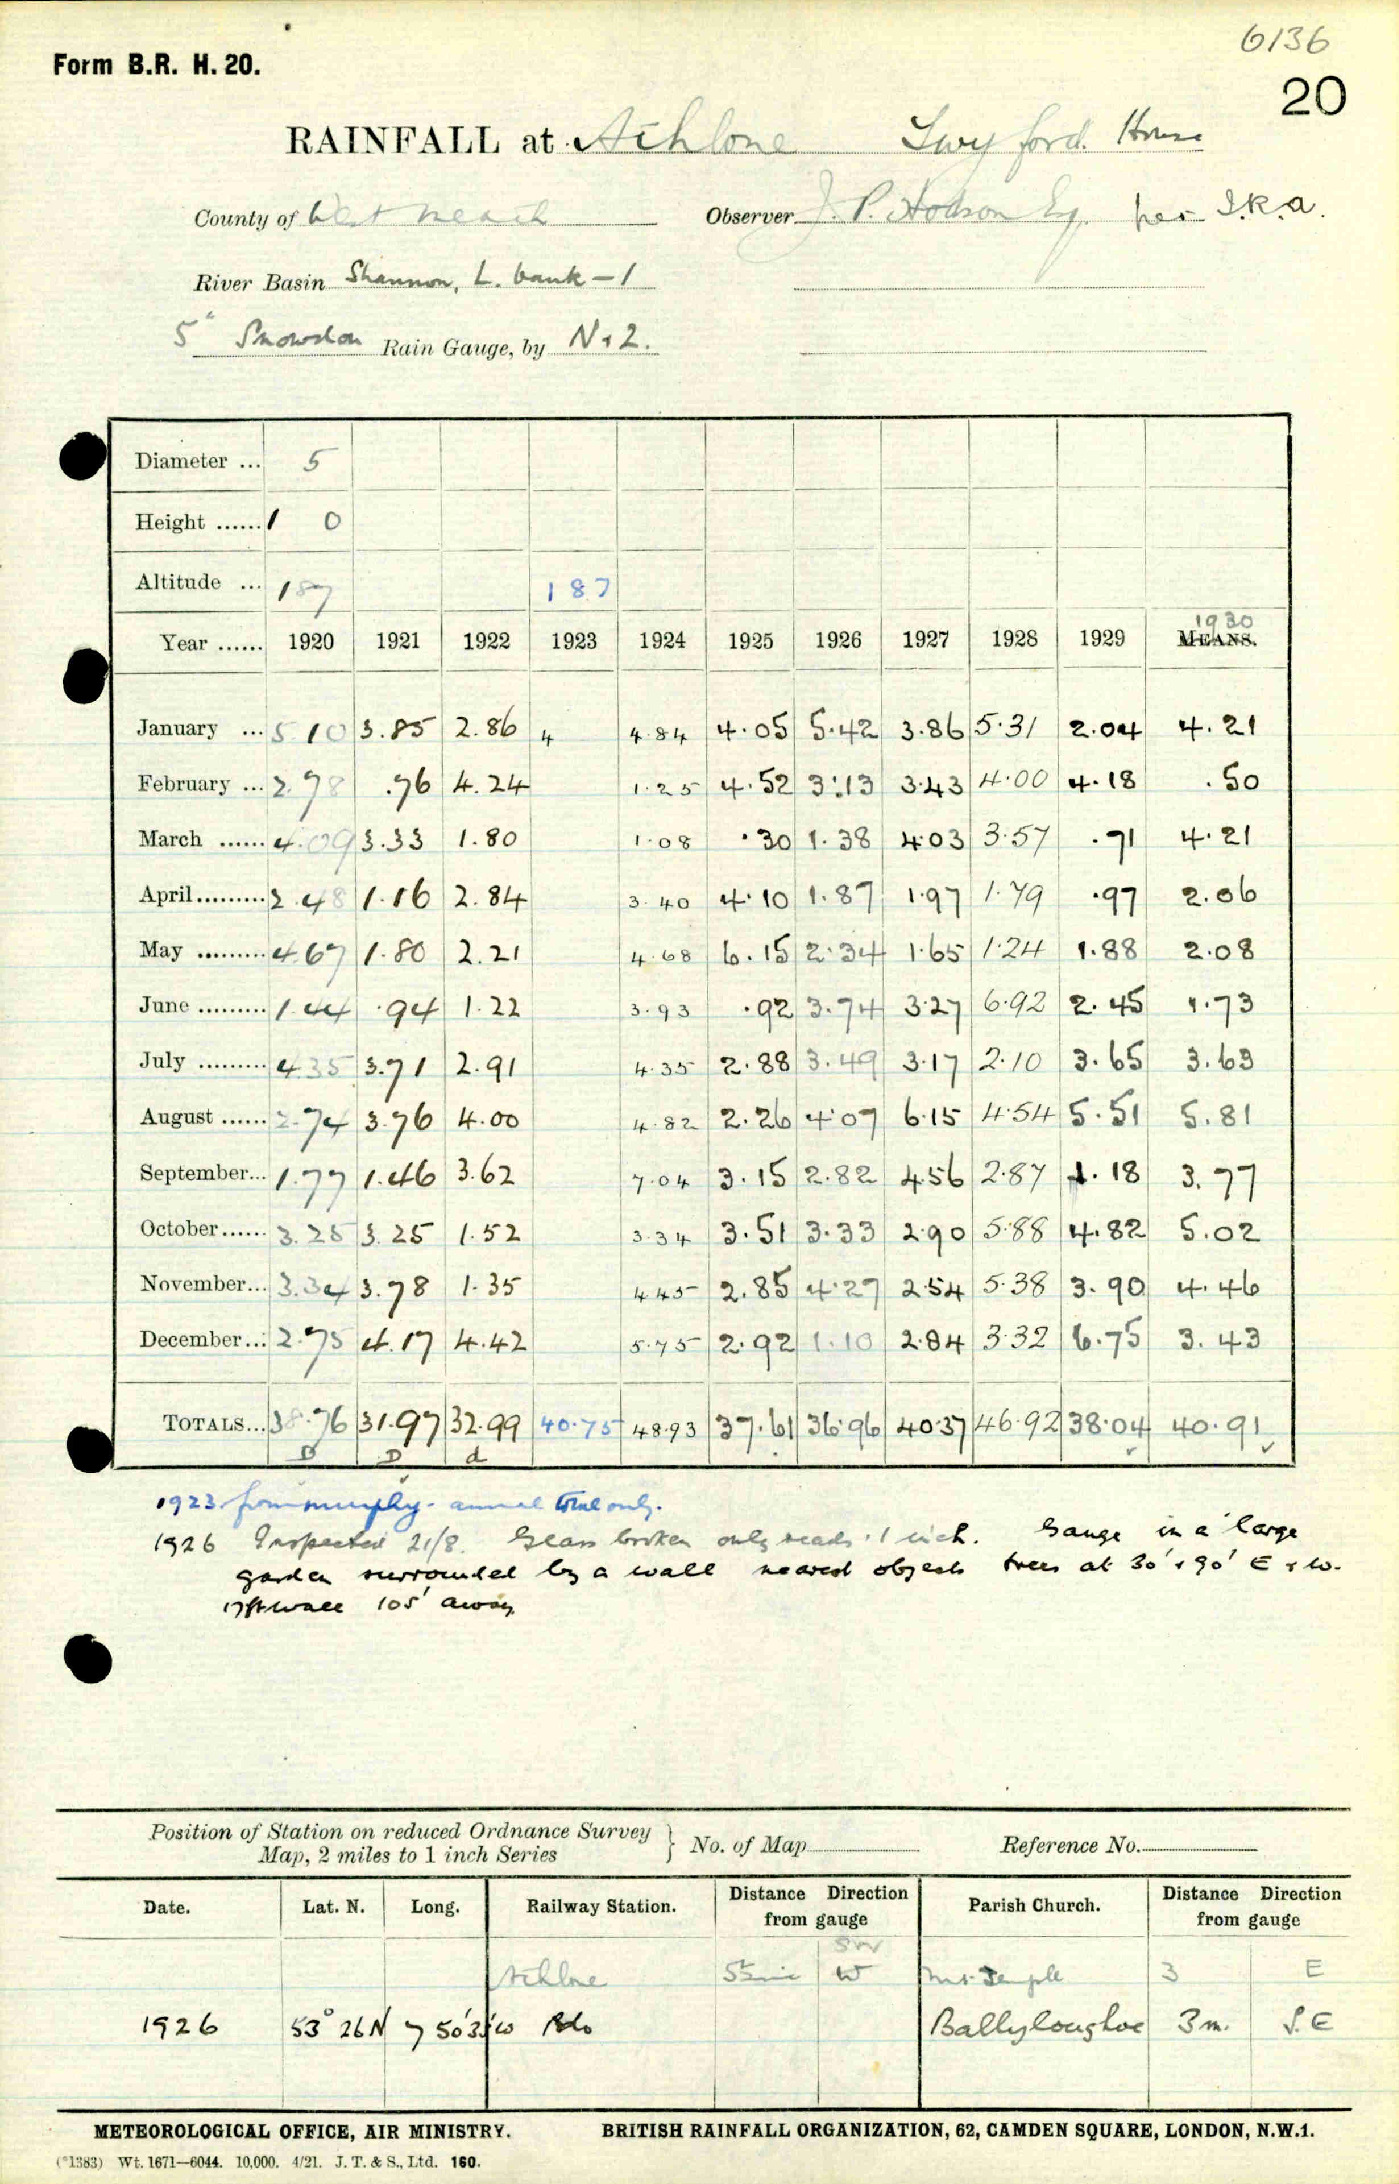 6136
Form B.R. H. 20.
20
RAINFALL at Athlone Twyford House
County of Westmeath Observer J. P. Hodson Esq. per I.R.A.
River Basin Shannon, L. bank - 1
5" Snowdon Rain Gauge, by N & Z.
Diameter ... 5
Height ...... 1 0
Altitude ... 187 187
1930
Year ...... 1920 1921 1922 1923 1924 1925 1926 1927 1928 1929 MEANS.
January ... 5.10 3.85 2.86 4 4.84 4.05 5.42 3.86 5.31 2.04 4.21
February ... 2.78 .76 4.24 1.25 4.52 3.13 3.43 4.00 4.18 .50
March ...... 4.09 3.33 1.80 1.08 .30 1.38 4.03 3.57 .71 4.21
April ......... 2.48 1.16 2.84 3.40 4.10 1.87 1.97 1.79 .97 2.06
May ......... 4.67 1.80 2.21 4.68 6.15 2.34 1.65 1.24 1.88 2.08
June ......... 1.44 .94 1.22 3.93 .92 3.74 3.27 6.92 2.45 1.73
July ......... 4.35 3.71 2.91 4.35 2.88 3.49 3.17 2.10 3.65 3.63
August ...... 2.74 3.76 4.00 4.82 2.26 4.07 6.15 4.54 5.51 5.81
September... 1.77 1.46 3.62 7.04 3.15 2.82 4.56 2.87 1.18 3.77
October...... 3.25 3.25 1.52 3.34 3.51 3.33 2.90 5.88 4.82 5.02
November... 3.34 3.78 1.35 4.45 2.85 4.27 2.54 5.38 3.90 4.46
December... 2.75 4.17 4.42 5.75 2.92 1.10 2.84 3.32 6.75 3.43
TOTALS... 38.76 31.97 32.99 40.75 48.93 37.61 36.96 40.37 46.92 38.04 40.91
D D d
1923 from murphy - annual total only.
1926 Inspected 21/8. Glass broken only reads .1 inch. Gauge in a large
garden surrounded by a wall nearest objects trees at 30' & 90' E & W.
17ft wall 105' away
Position of Station on reduced Ordnance Survey
Map, 2 miles to 1 inch Series } No. of Map Reference No.
Date. Lat. N. Long. Railway Station. Distance Direction from gauge Parish Church. Distance Direction from gauge
SW
Athlone W Mt. Temple 3 E
1926 53° 26 N 7 50' W Ballyloughloe 3 m. S.E
METEOROLOGICAL OFFICE, AIR MINISTRY. BRITISH RAINFALL ORGANIZATION, 62, CAMDEN SQUARE, LONDON, N.W.1.
(*1383) Wt. 1671—6044. 10,000. 4/21. J. T. & S., Ltd. 160.